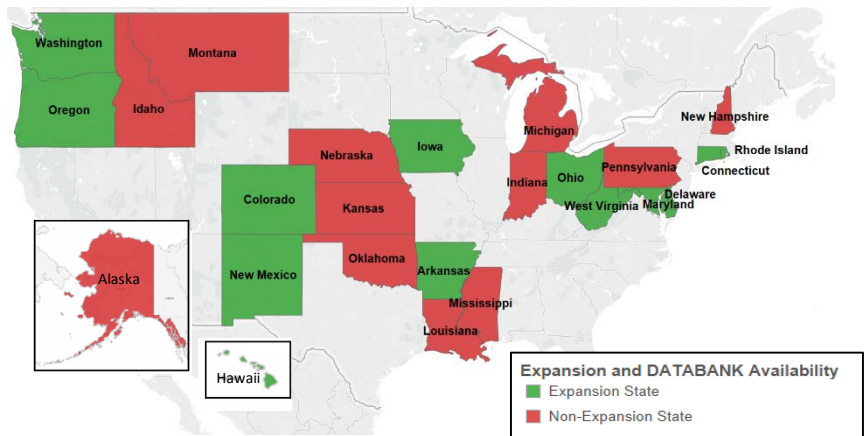 Washington
Montana
Oregon
Idaho
New Hampshire
Michigan
Rhode Island
Connecticut
Nebraska
Iowa
Pennsylvania
Indiana
Ohio
Delaware
Maryland
West Virginia
Colorado
Kansas
Oklahoma
New Mexico
Arkansas
Mississippi
Louisiana
Alaska
Hawaii
Expansion and DATABANK Availability
Expansion State
Non-Expansion State